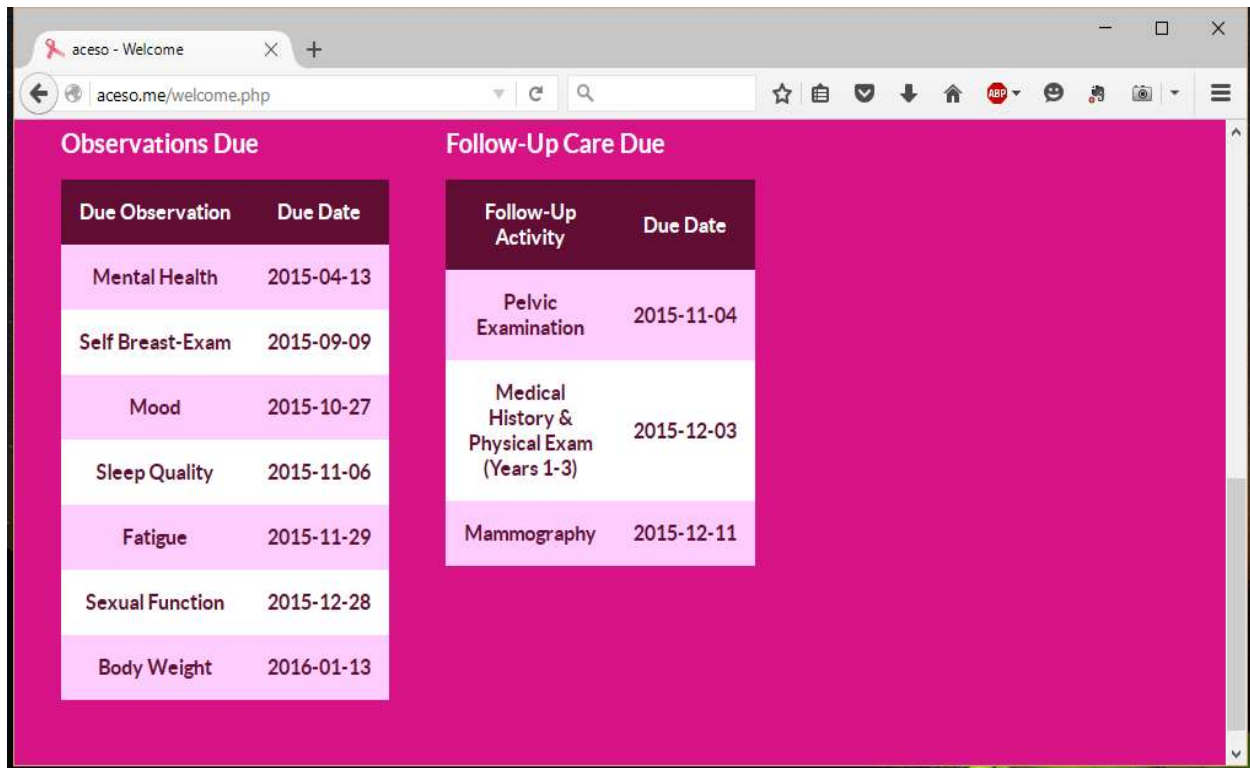 aceso - Welcome
aceso.me/welcome.php
ABP
Observations Due
Due Observation Due Date
Mental Health 2015-04-13
Self Breast-Exam 2015-09-09
Mood 2015-10-27
Sleep Quality 2015-11-06
Fatigue 2015-11-29
Sexual Function 2015-12-28
Body Weight 2016-01-13
Follow-Up Care Due
Follow-Up
Activity
Due Date
Pelvic
Examination
2015-11-04
Medical
History &
Physical Exam
(Years 1-3)
2015-12-03
Mammography 2015-12-11